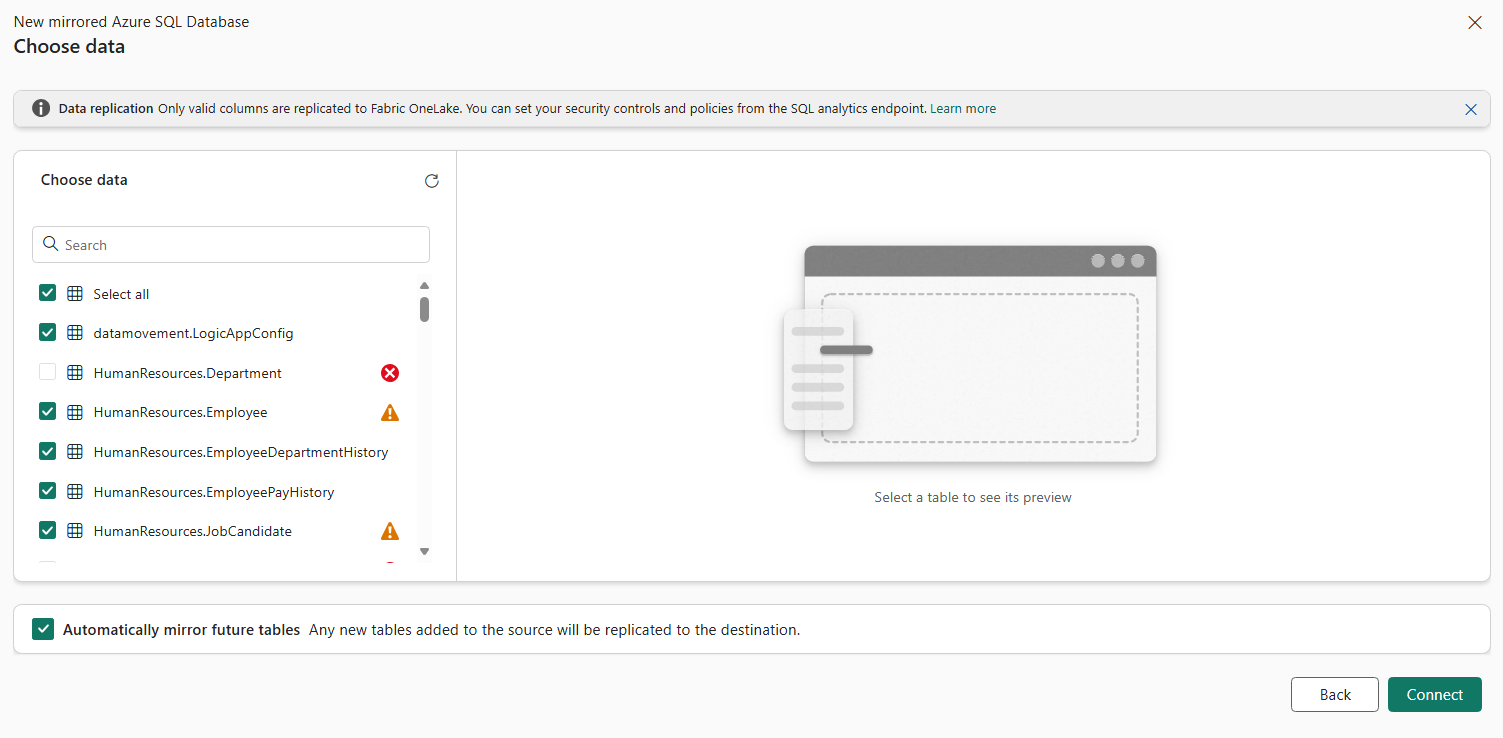 New mirrored Azure SQL Database
Choose data
Data replication Only valid columns are replicated to Fabric OneLake. You can set your security controls and policies from the SQL analytics endpoint. Learn more
Choose data
Search
Select all
datamovement.LogicAppConfig
HumanResources.Department
HumanResources.Employee
HumanResources.EmployeeDepartmentHistory
HumanResources.EmployeePayHistory
HumanResources.JobCandidate
Select a table to see its preview
Automatically mirror future tables Any new tables added to the source will be replicated to the destination.
Back
Connect